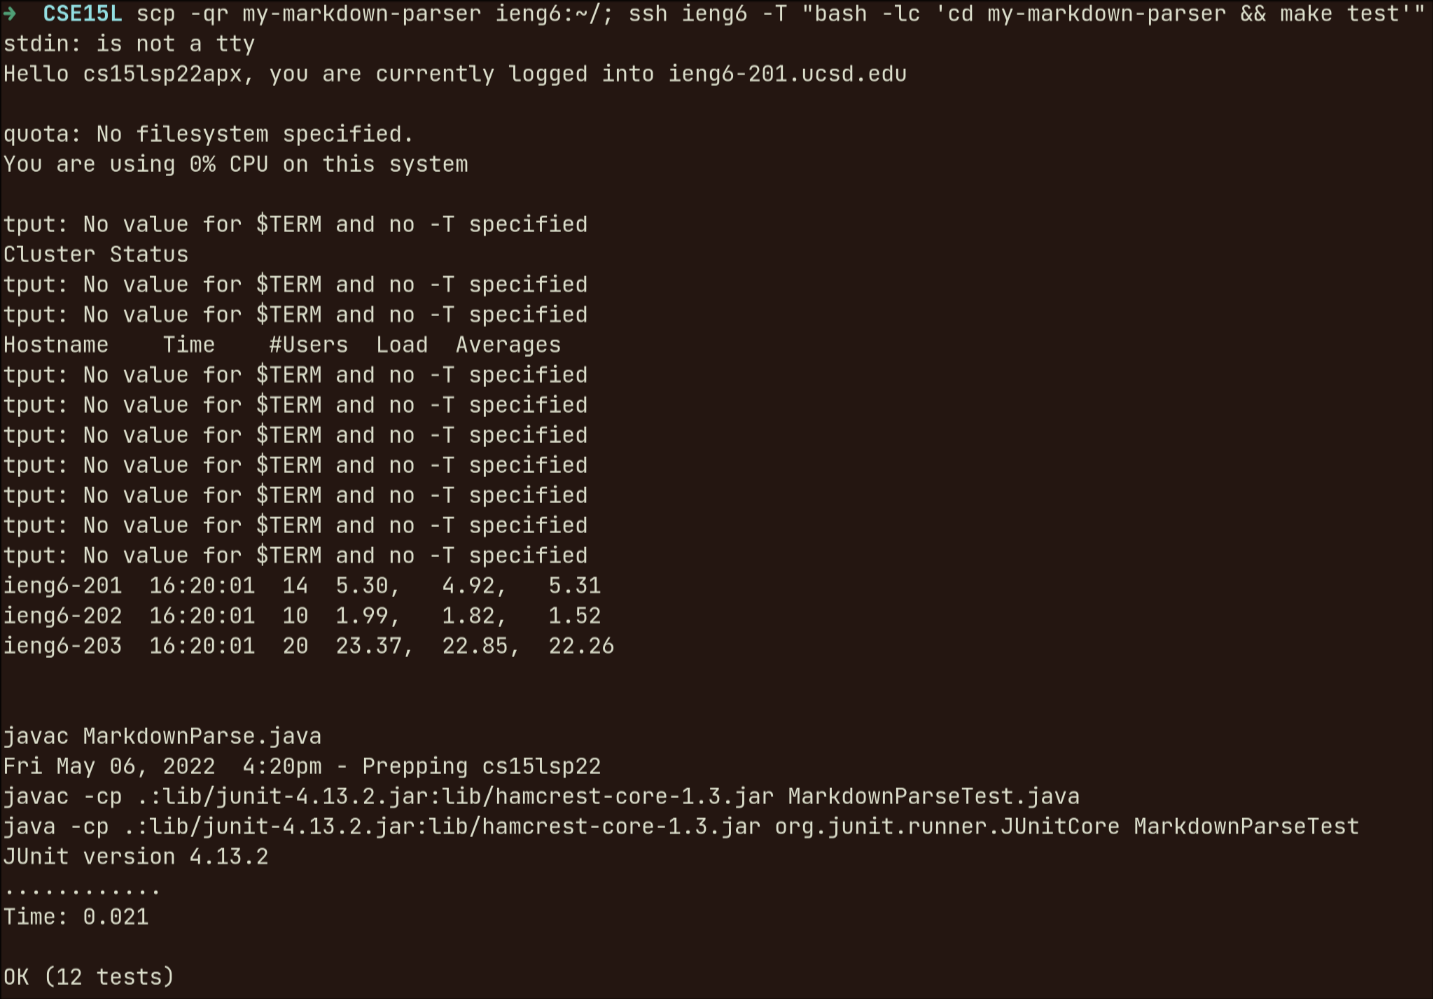 ➜  CSE15L scp -qr my-markdown-parser ieng6:~/; ssh ieng6 -T "bash -lc 'cd my-markdown-parser && make test'"
stdin: is not a tty
Hello cs15lsp22apx, you are currently logged into ieng6-201.ucsd.edu
quota: No filesystem specified.
You are using 0% CPU on this system
tput: No value for $TERM and no -T specified
Cluster Status
tput: No value for $TERM and no -T specified
tput: No value for $TERM and no -T specified
Hostname    Time    #Users  Load  Averages
tput: No value for $TERM and no -T specified
tput: No value for $TERM and no -T specified
tput: No value for $TERM and no -T specified
tput: No value for $TERM and no -T specified
tput: No value for $TERM and no -T specified
tput: No value for $TERM and no -T specified
tput: No value for $TERM and no -T specified
ieng6-201  16:20:01  14  5.30,   4.92,   5.31
ieng6-202  16:20:01  10  1.99,   1.82,   1.52
ieng6-203  16:20:01  20  23.37,  22.85,  22.26
javac MarkdownParse.java
Fri May 06, 2022  4:20pm - Prepping cs15lsp22
javac -cp .:lib/junit-4.13.2.jar:lib/hamcrest-core-1.3.jar MarkdownParseTest.java
java -cp .:lib/junit-4.13.2.jar:lib/hamcrest-core-1.3.jar org.junit.runner.JUnitCore MarkdownParseTest
JUnit version 4.13.2
............
Time: 0.021
OK (12 tests)